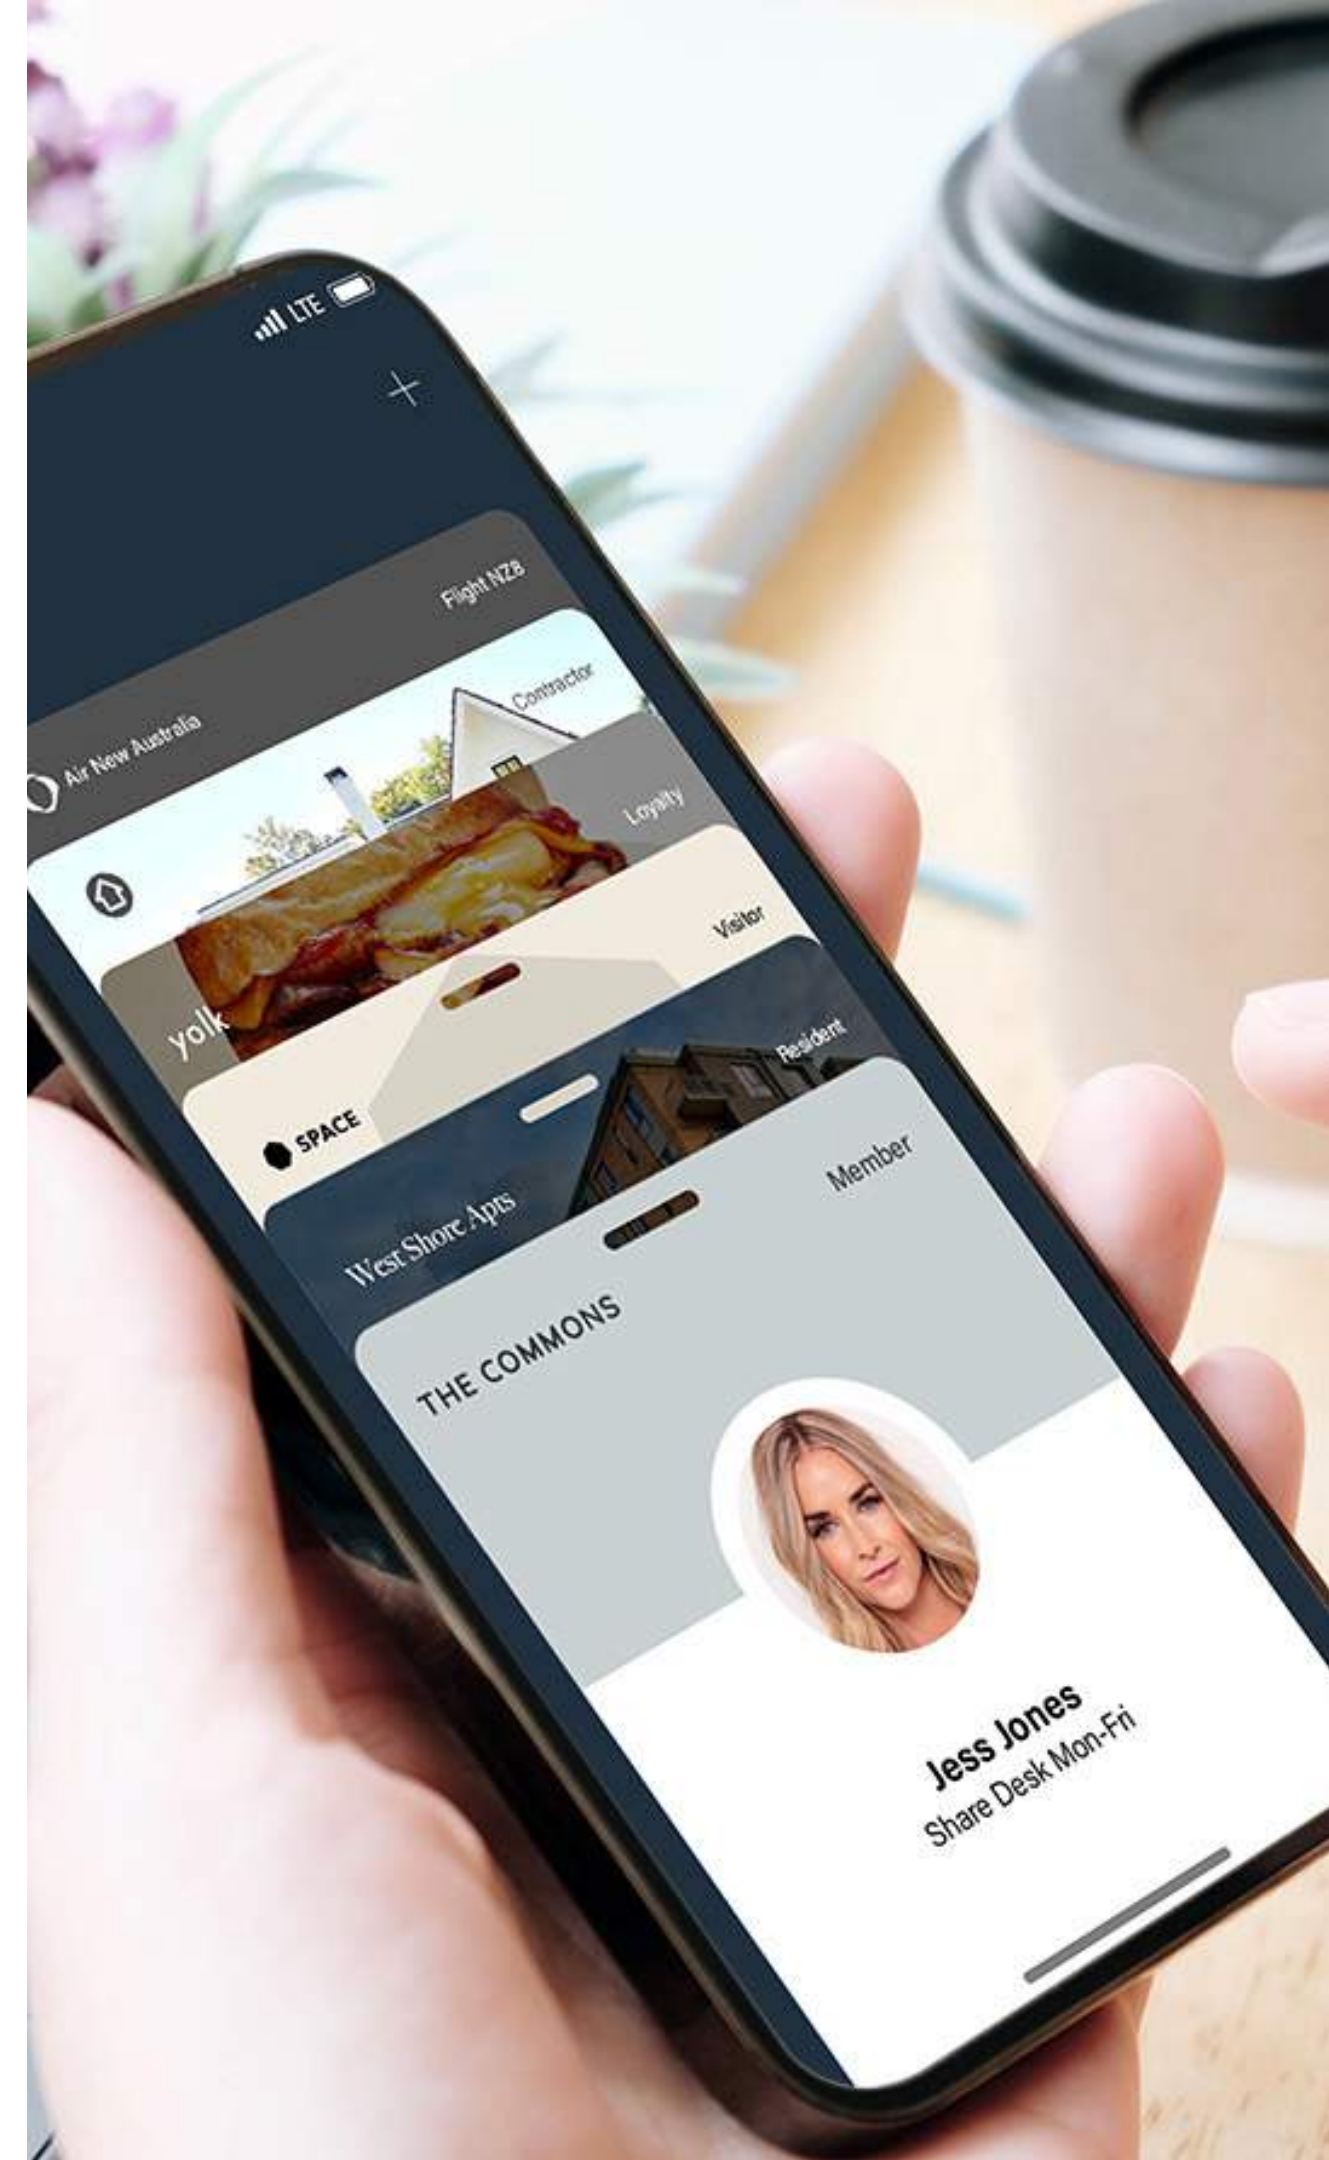 LTE
Flight NZ8
Air New Australia
Contractor
Loyalty
yolk
Visitor
SPACE
Resident
West Shore Apts
Member
THE COMMONS
Jess Jones
Share Desk Mon-Fri